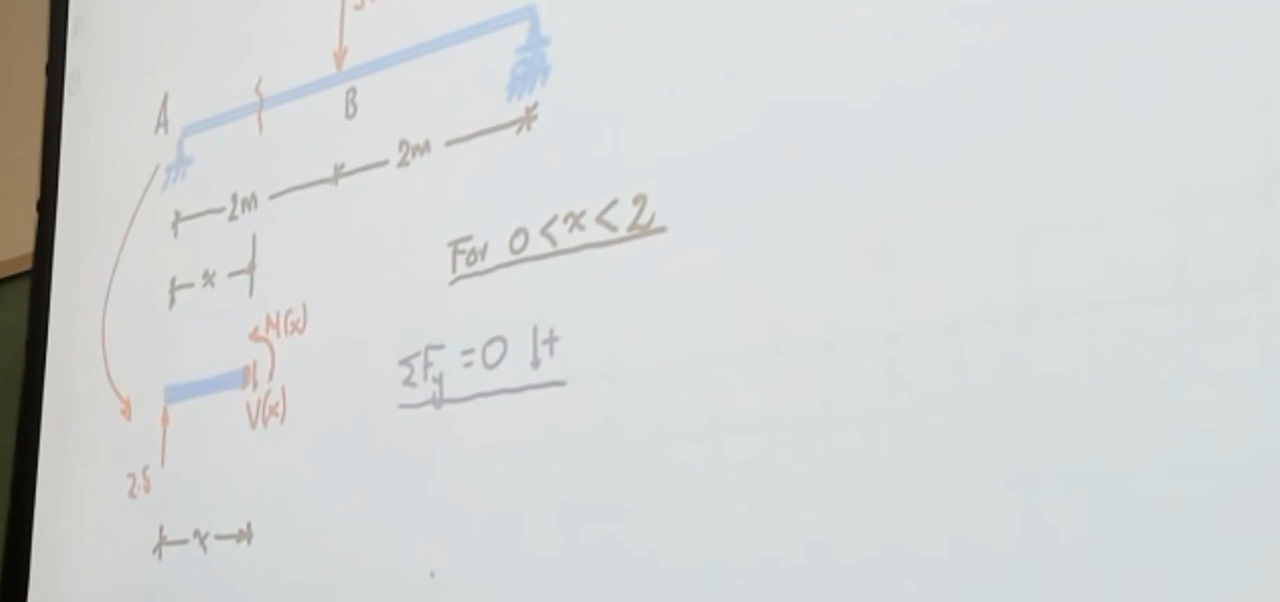 A
B
2m
2m
x
For 0<x<2
M(x)
ΣFy =0 ↓+
V(x)
2.5
x